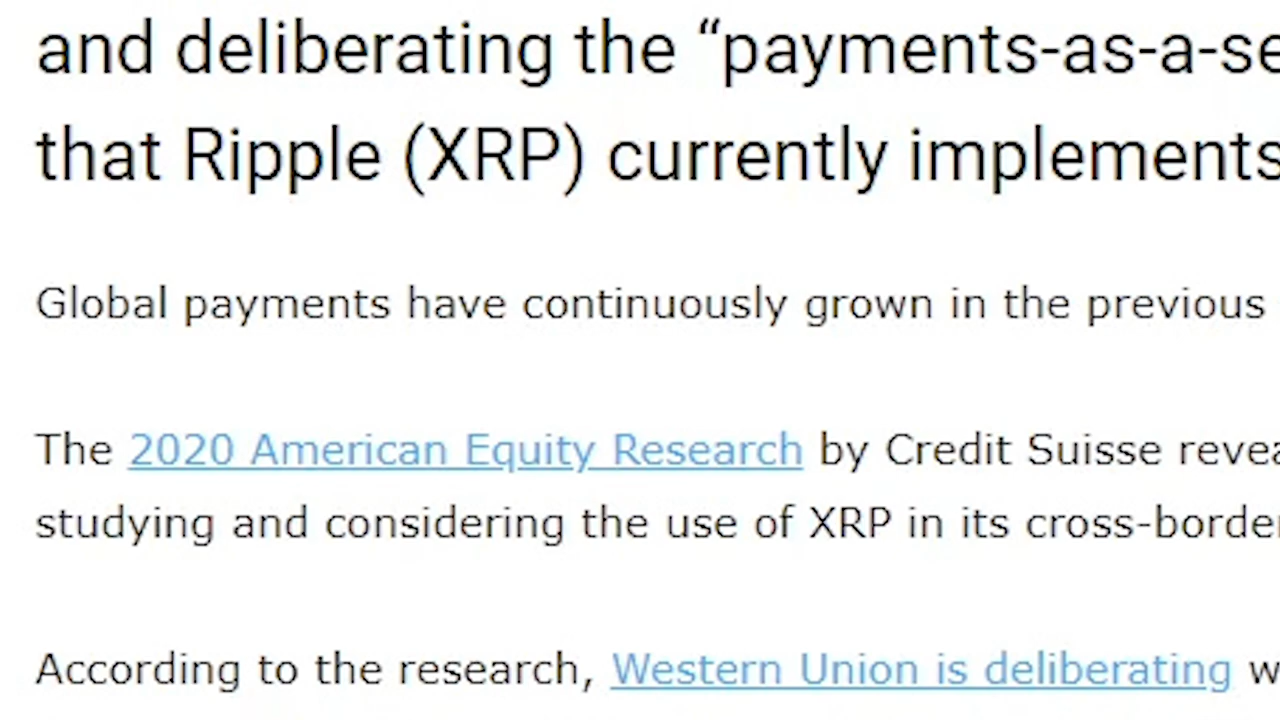 and deliberating the “payments-as-a-se
that Ripple (XRP) currently implements
Global payments have continuously grown in the previous
The 2020 American Equity Research by Credit Suisse revea
studying and considering the use of XRP in its cross-border
According to the research, Western Union is deliberating w